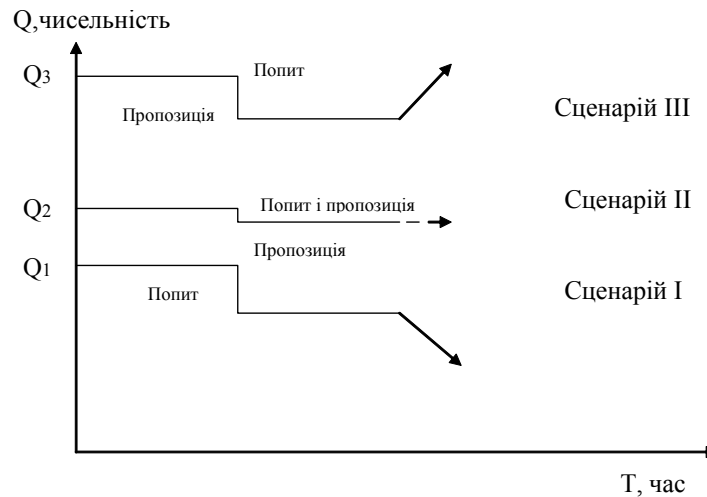 Q,чисельність
Q3
Попит
Пропозиція
Сценарій III
Q2
Попит і пропозиція
Сценарій II
Q1
Пропозиція
Попит
Сценарій I
T, час